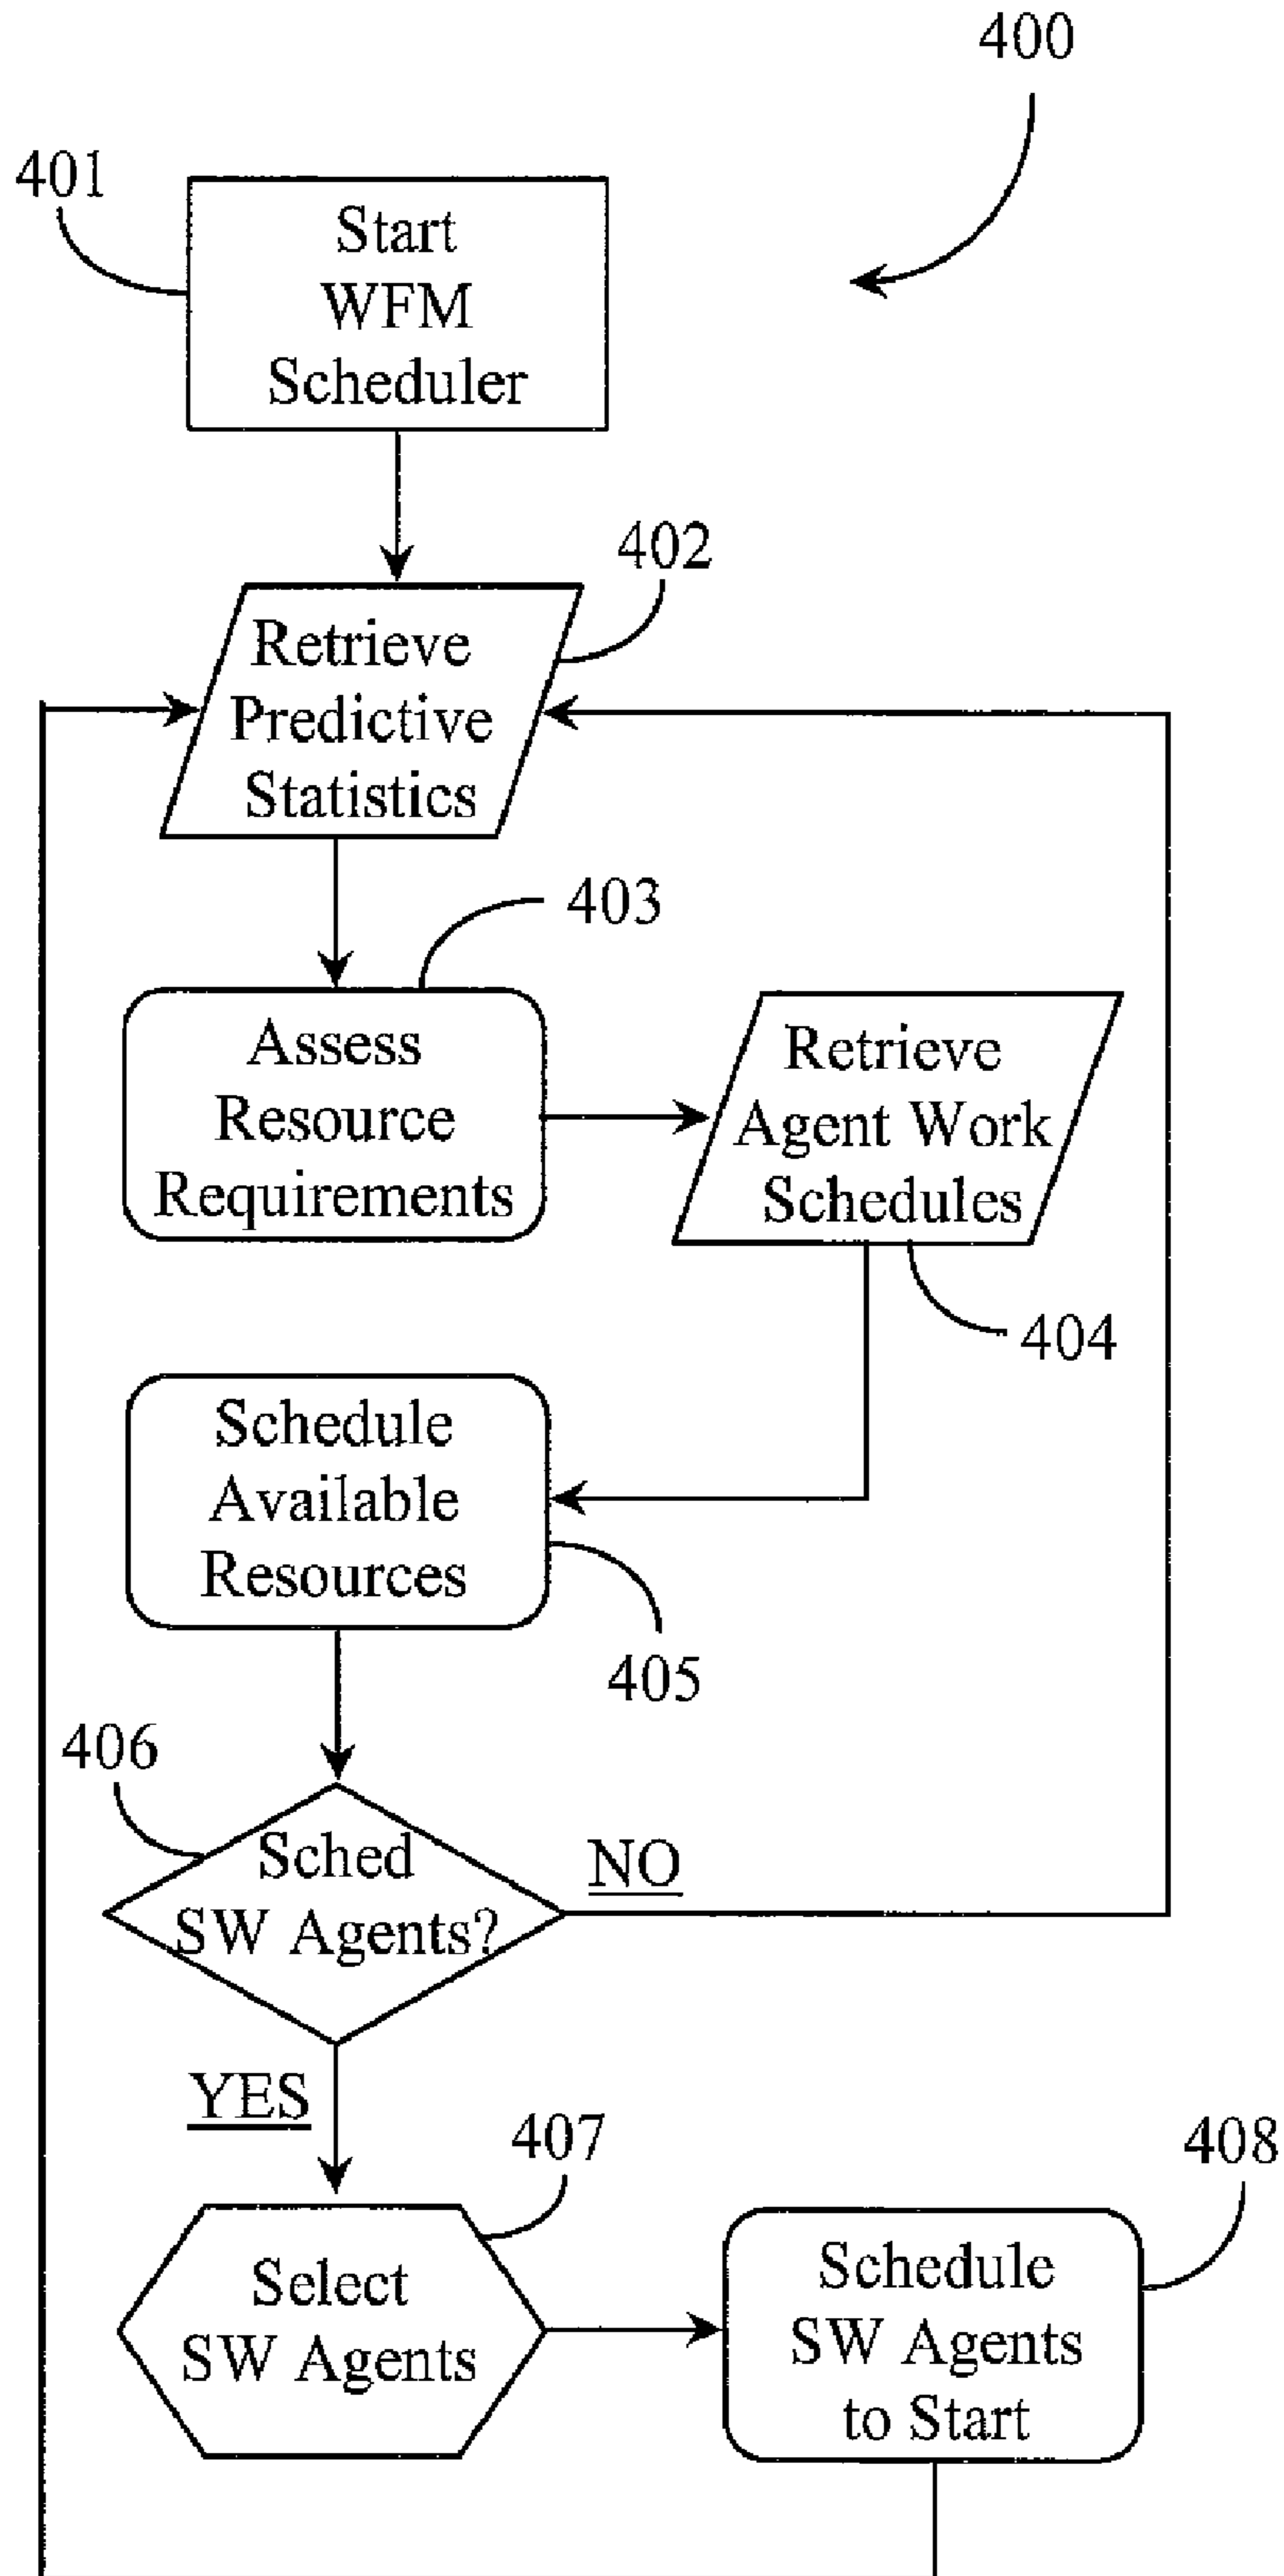 400
401
Start
WFM
Scheduler
402
Retrieve
Predictive
Statistics
403
Assess
Resource
Requirements
Retrieve
Agent Work
Schedules
404
Schedule
Available
Resources
405
406
Sched
SW Agents?
NO
YES
407
408
Select
SW Agents
Schedule
SW Agents
to Start